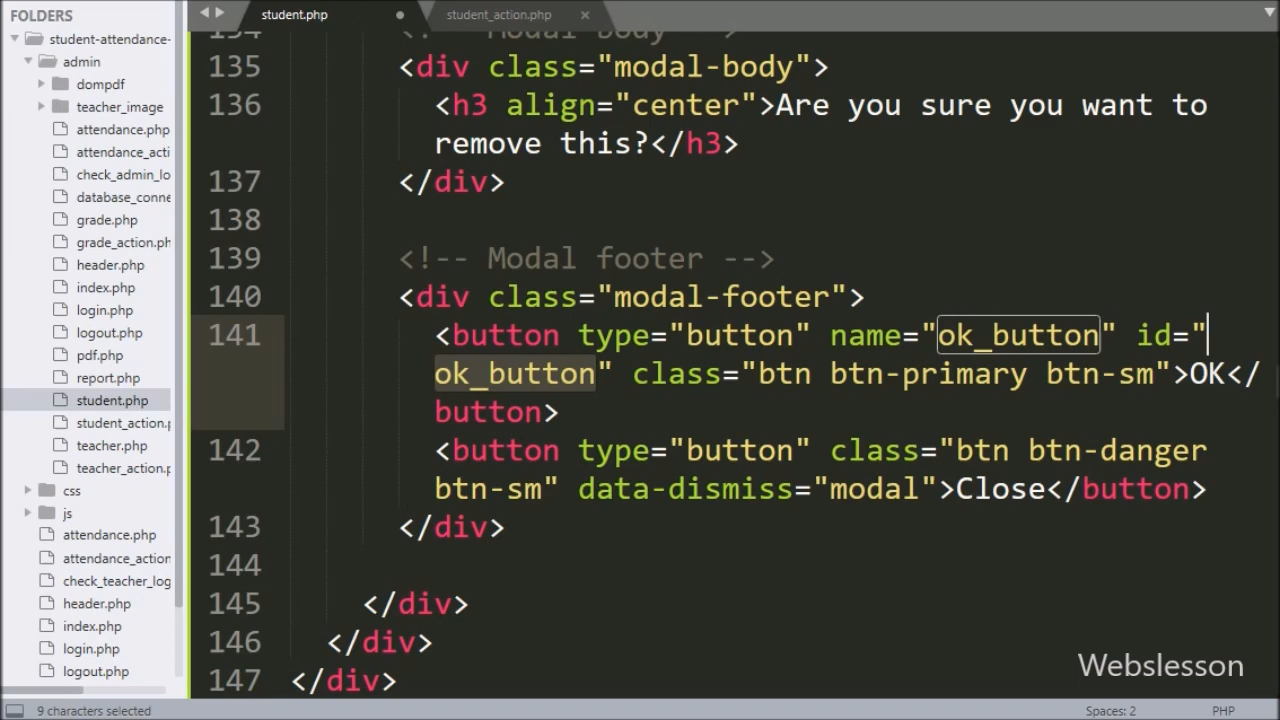 FOLDERS
student-attendance-
admin
dompdf
teacher_image
attendance.php
attendance_acti
check_admin_lo
database_conne
grade.php
grade_action.ph
header.php
index.php
login.php
logout.php
pdf.php
report.php
student.php
student_action.p
teacher.php
teacher_action.p
css
js
attendance.php
attendance_action
check_teacher_log
header.php
index.php
login.php
logout.php
student.php
student_action.php
134 <!-- Modal body -->
135 <div class="modal-body">
136 <h3 align="center">Are you sure you want to
remove this?</h3>
137 </div>
138
139 <!-- Modal footer -->
140 <div class="modal-footer">
141 <button type="button" name="ok_button" id="
ok_button" class="btn btn-primary btn-sm">OK</
button>
142 <button type="button" class="btn btn-danger
btn-sm" data-dismiss="modal">Close</button>
143 </div>
144
145 </div>
146 </div>
147 </div>
Webslesson
9 characters selected
Spaces: 2
PHP